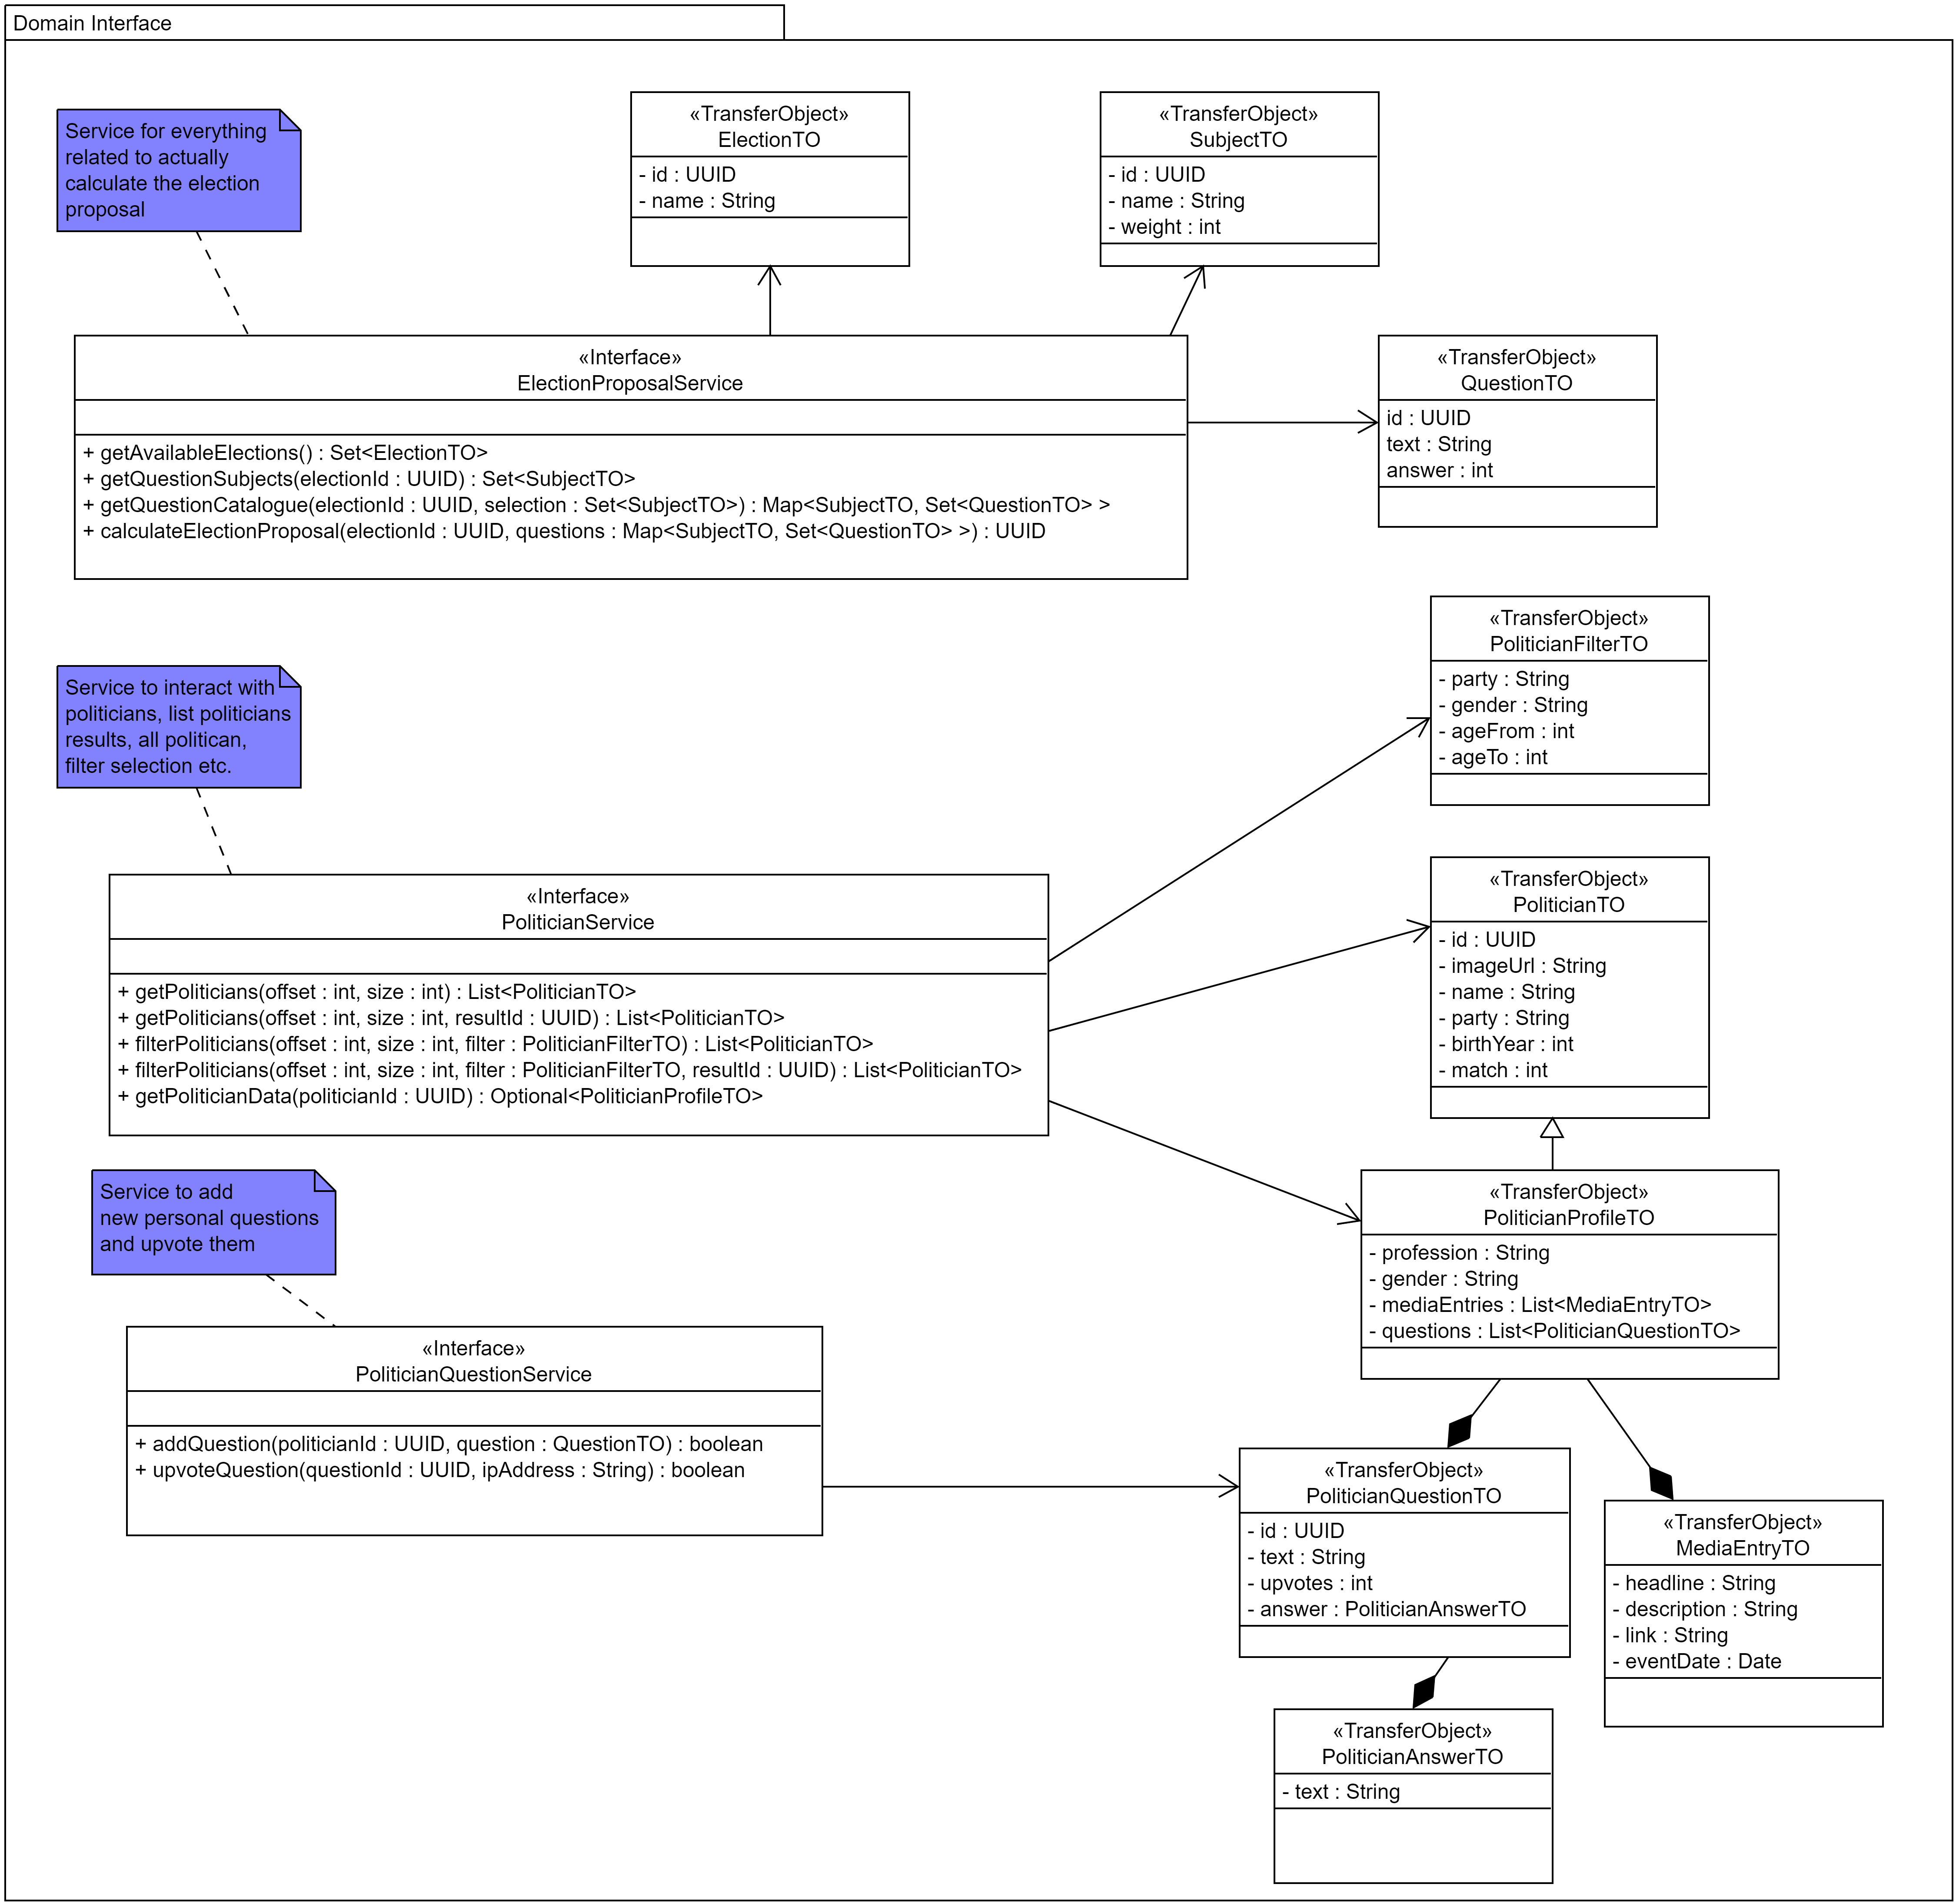 Domain Interface
Service for everything
related to actually
calculate the election
proposal
«TransferObject»
ElectionTO
- id : UUID
- name : String
«TransferObject»
SubjectTO
- id : UUID
- name : String
- weight : int
«Interface»
ElectionProposalService
+ getAvailableElections() : Set<ElectionTO>
+ getQuestionSubjects(electionId : UUID) : Set<SubjectTO>
+ getQuestionCatalogue(electionId : UUID, selection : Set<SubjectTO>) : Map<SubjectTO, Set<QuestionTO> >
+ calculateElectionProposal(electionId : UUID, questions : Map<SubjectTO, Set<QuestionTO> >) : UUID
«TransferObject»
QuestionTO
id : UUID
text : String
answer : int
«TransferObject»
PoliticianFilterTO
- party : String
- gender : String
- ageFrom : int
- ageTo : int
Service to interact with
politicians, list politicians
results, all politican,
filter selection etc.
«Interface»
PoliticianService
+ getPoliticians(offset : int, size : int) : List<PoliticianTO>
+ getPoliticians(offset : int, size : int, resultId : UUID) : List<PoliticianTO>
+ filterPoliticians(offset : int, size : int, filter : PoliticianFilterTO) : List<PoliticianTO>
+ filterPoliticians(offset : int, size : int, filter : PoliticianFilterTO, resultId : UUID) : List<PoliticianTO>
+ getPoliticianData(politicianId : UUID) : Optional<PoliticianProfileTO>
«TransferObject»
PoliticianTO
- id : UUID
- imageUrl : String
- name : String
- party : String
- birthYear : int
- match : int
Service to add
new personal questions
and upvote them
«TransferObject»
PoliticianProfileTO
- profession : String
- gender : String
- mediaEntries : List<MediaEntryTO>
- questions : List<PoliticianQuestionTO>
«Interface»
PoliticianQuestionService
+ addQuestion(politicianId : UUID, question : QuestionTO) : boolean
+ upvoteQuestion(questionId : UUID, ipAddress : String) : boolean
«TransferObject»
PoliticianQuestionTO
- id : UUID
- text : String
- upvotes : int
- answer : PoliticianAnswerTO
«TransferObject»
MediaEntryTO
- headline : String
- description : String
- link : String
- eventDate : Date
«TransferObject»
PoliticianAnswerTO
- text : String